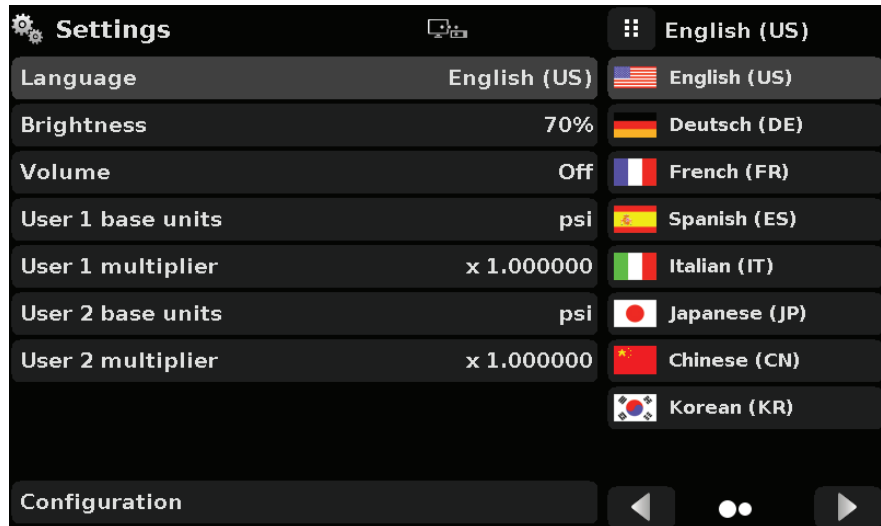 Settings
English (US)
Language English (US)
English (US)
Brightness 70%
Deutsch (DE)
Volume Off
French (FR)
User 1 base units psi
Spanish (ES)
User 1 multiplier x 1.000000
Italian (IT)
User 2 base units psi
Japanese (JP)
User 2 multiplier x 1.000000
Chinese (CN)
Korean (KR)
Configuration